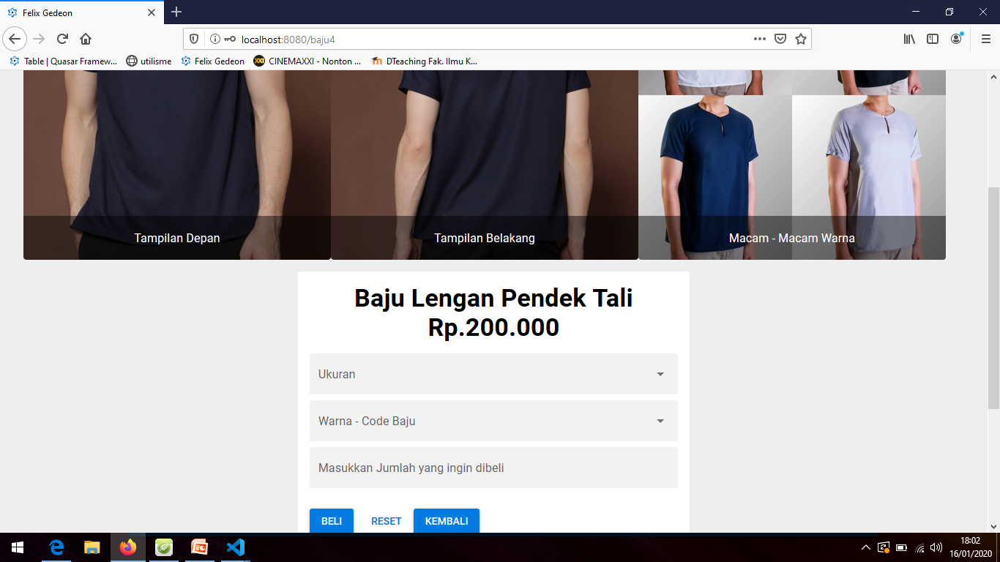 Felix Gedeon
localhost:8080/baju4
Table | Quasar Framew...
utilisme
Felix Gedeon
CINEMAXXI - Nonton ...
DTeaching Fak. Ilmu K...
Tampilan Depan
Tampilan Belakang
Macam - Macam Warna
Baju Lengan Pendek Tali
Rp.200.000
Ukuran
Warna - Code Baju
Masukkan Jumlah yang ingin dibeli
BELI
RESET
KEMBALI
18:02
16/01/2020